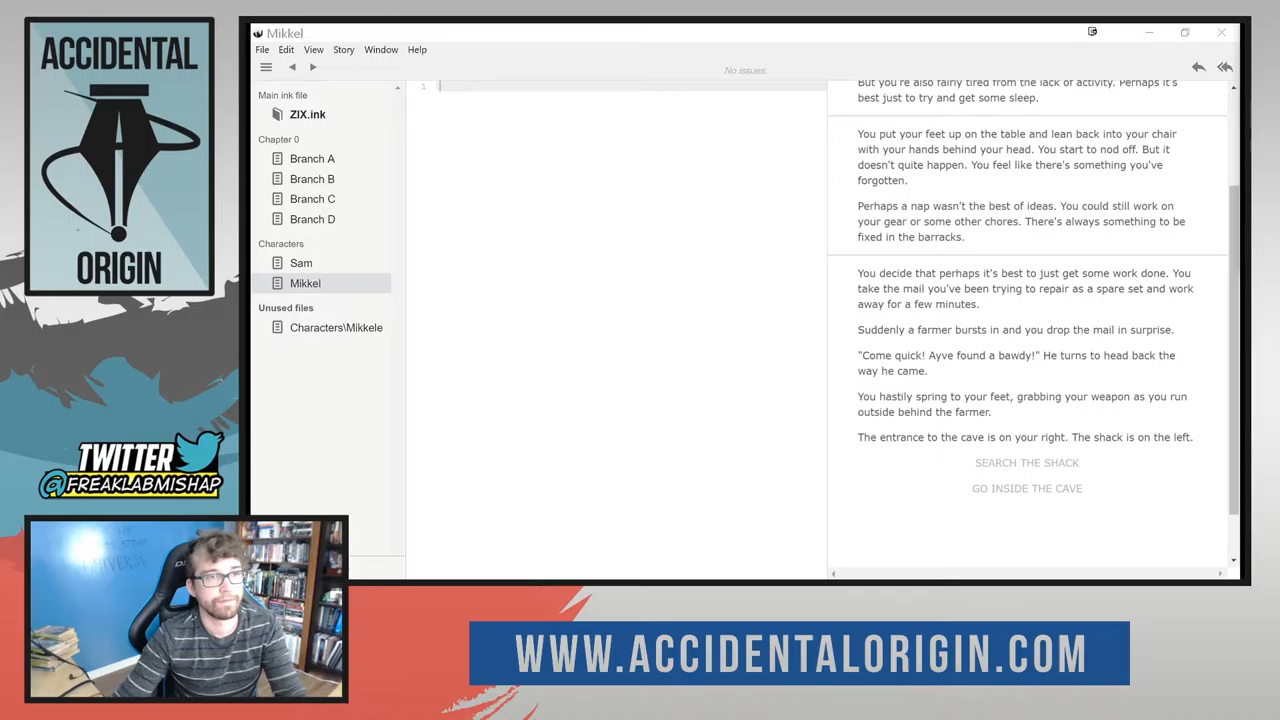 ACCIDENTAL
ORIGIN
TWITTER
@FREAKLABMISHAP
Mikkel
File Edit View Story Window Help
No issues.
Main ink file
ZIX.ink
Chapter 0
Branch A
Branch B
Branch C
Branch D
Characters
Sam
Mikkel
Unused files
Characters\Mikkele
1
But you're also fairly tired from the lack of activity. Perhaps it's
best just to try and get some sleep.
You put your feet up on the table and lean back into your chair
with your hands behind your head. You start to nod off. But it
doesn't quite happen. You feel like there's something you've
forgotten.
Perhaps a nap wasn't the best of ideas. You could still work on
your gear or some other chores. There's always something to be
fixed in the barracks.
You decide that perhaps it's best to just get some work done. You
take the mail you've been trying to repair as a spare set and work
away for a few minutes.
Suddenly a farmer bursts in and you drop the mail in surprise.
"Come quick! Ayve found a bawdy!" He turns to head back the
way he came.
You hastily spring to your feet, grabbing your weapon as you run
outside behind the farmer.
The entrance to the cave is on your right. The shack is on the left.
SEARCH THE SHACK
GO INSIDE THE CAVE
WWW.ACCIDENTALORIGIN.COM